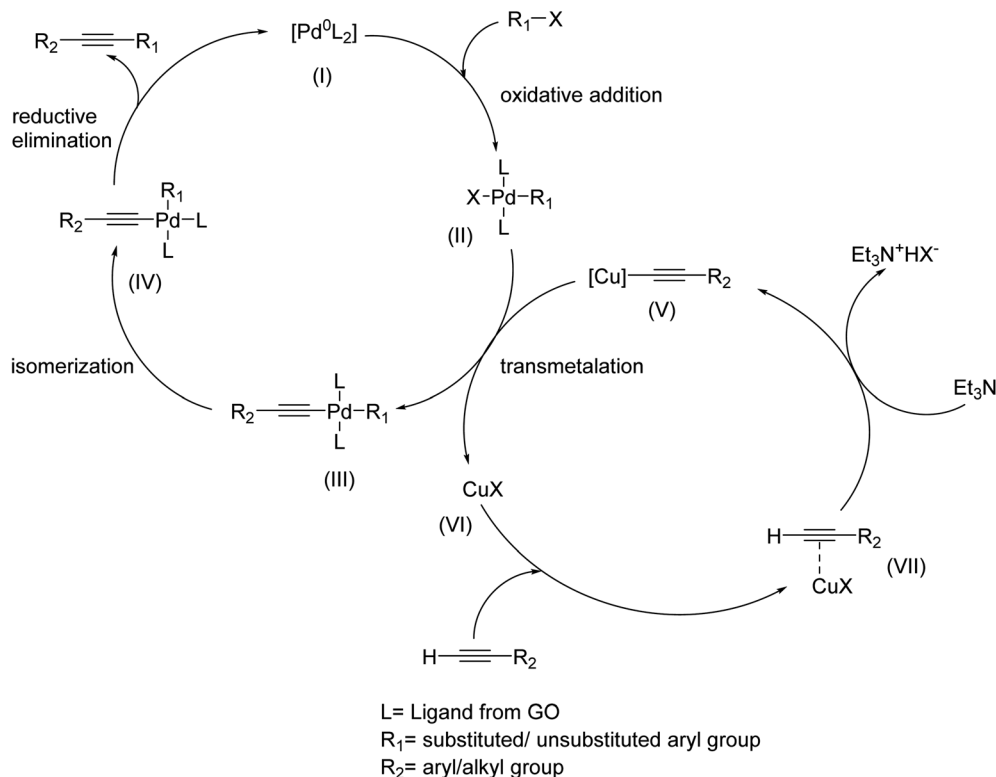 R₂ R₁
[Pd⁰L₂]
(I)
R₁–X
oxidative addition
reductive
elimination
L
X-Pd–R₁
L
(II)
R₁
R₂ Pd–L
L
(IV)
Et₃N⁺HX⁻
[Cu] R₂
(V)
isomerization
transmetalation
Et₃N
L
R₂ Pd–R₁
L
(III)
CuX
(VI)
H R₂
(VII)
CuX
H R₂
L= Ligand from GO
R₁= substituted/ unsubstituted aryl group
R₂= aryl/alkyl group